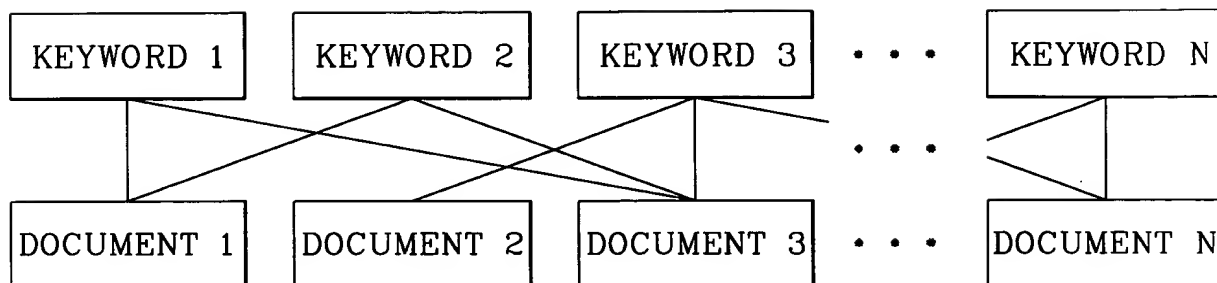 KEYWORD 1 KEYWORD 2 KEYWORD 3 • • • KEYWORD N
• • •
DOCUMENT 1 DOCUMENT 2 DOCUMENT 3 • • • DOCUMENT N